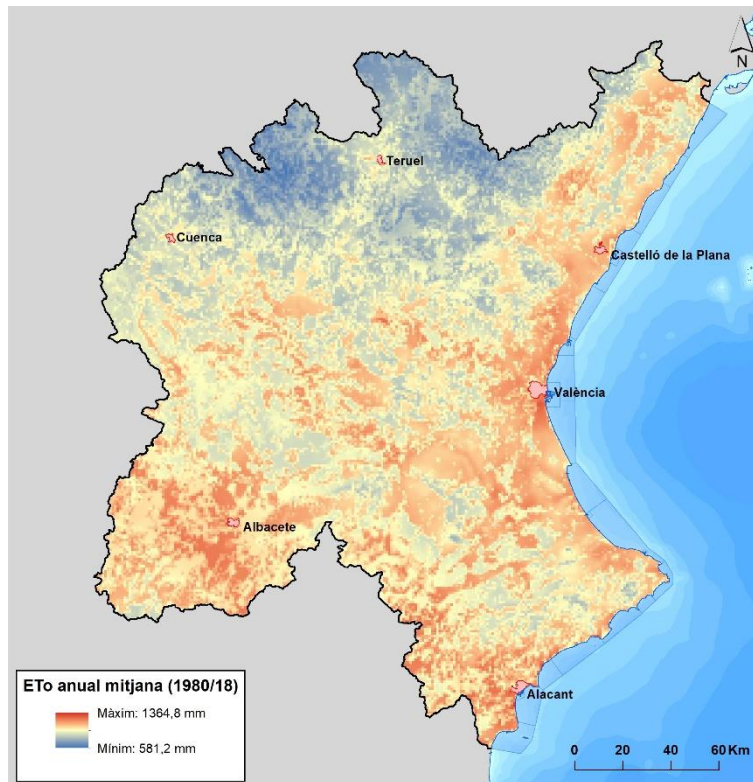 N
Teruel
Cuenca
Castelló de la Plana
València
Albacete
Alacant
ETo anual mitjana (1980/18)
Màxim: 1364,8 mm
Mínim: 581,2 mm
0 20 40 60 Km